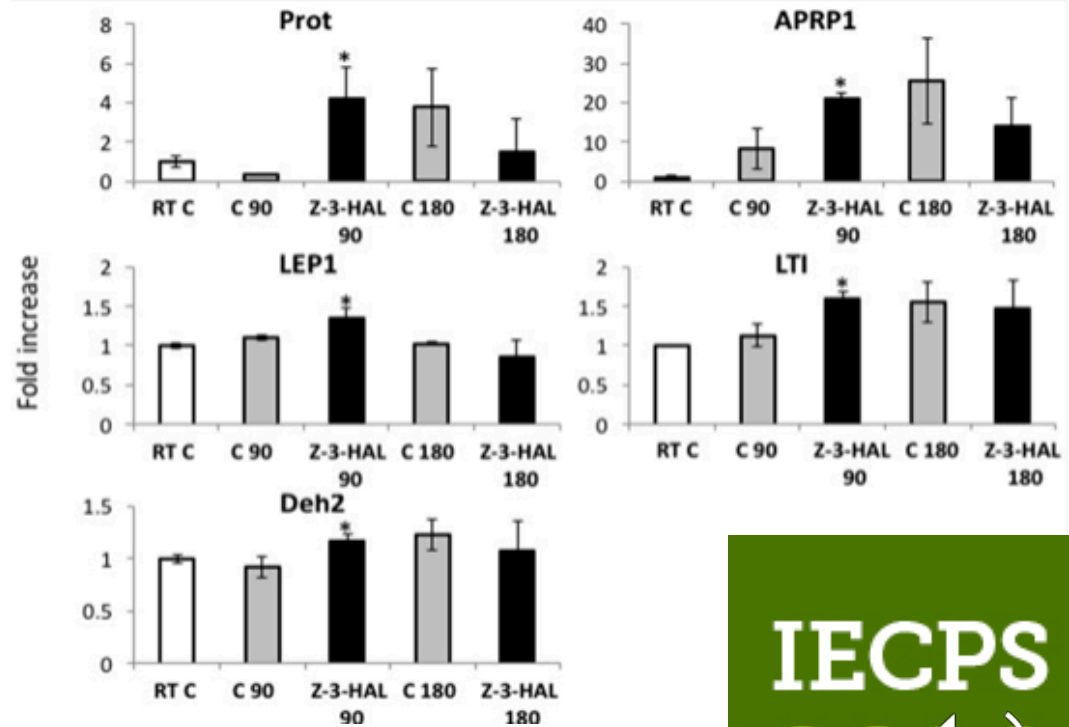 Fold increase
Prot
8
6
4
2
0
*
RT C C 90 Z-3-HAL C 180 Z-3-HAL
90 180
APRP1
40
30
20
10
0
*
RT C C 90 Z-3-HAL C 180 Z-3-HAL
90 180
LEP1
2
1.5
1
0.5
0
*
RT C C 90 Z-3-HAL C 180 Z-3-HAL
90 180
LTI
2
1.5
1
0.5
0
*
RT C C 90 Z-3-HAL C 180 Z-3-HAL
90 180
Deh2
1.5
1
0.5
0
*
RT C C 90 Z-3-HAL C 180 Z-3-HAL
90 180
IECPS